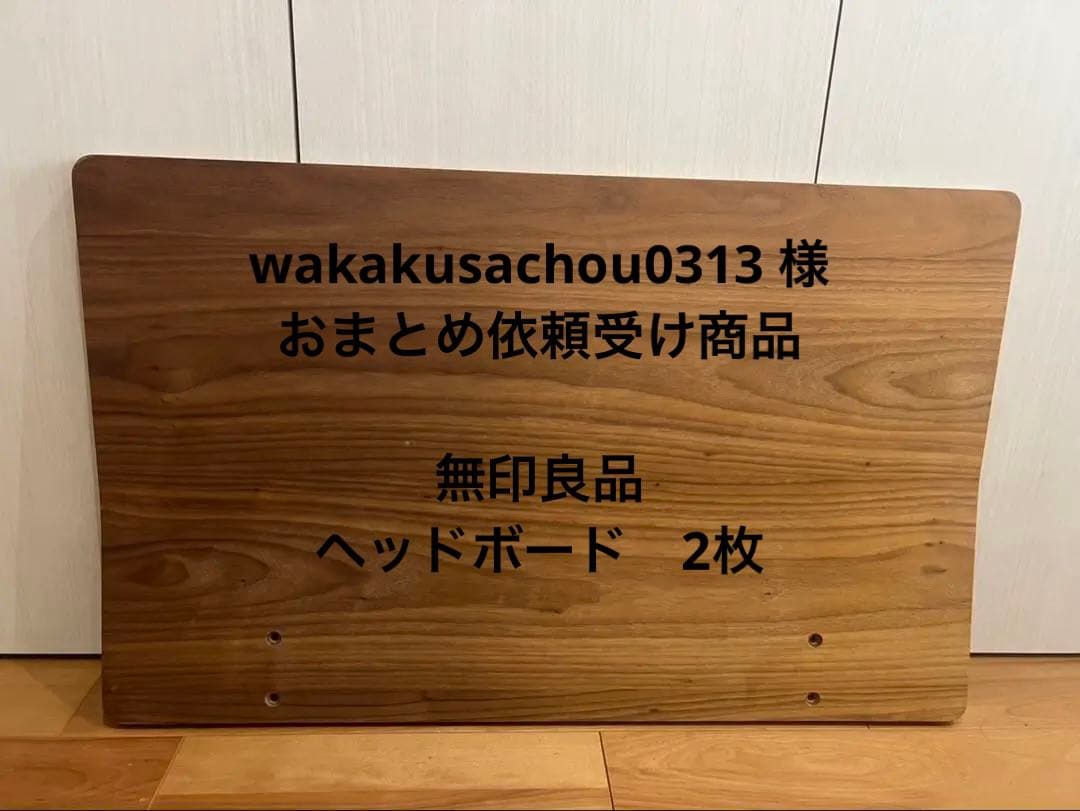 wakakusachou0313 様
おまとめ依頼受け商品
無印良品
ヘッドボード　2枚